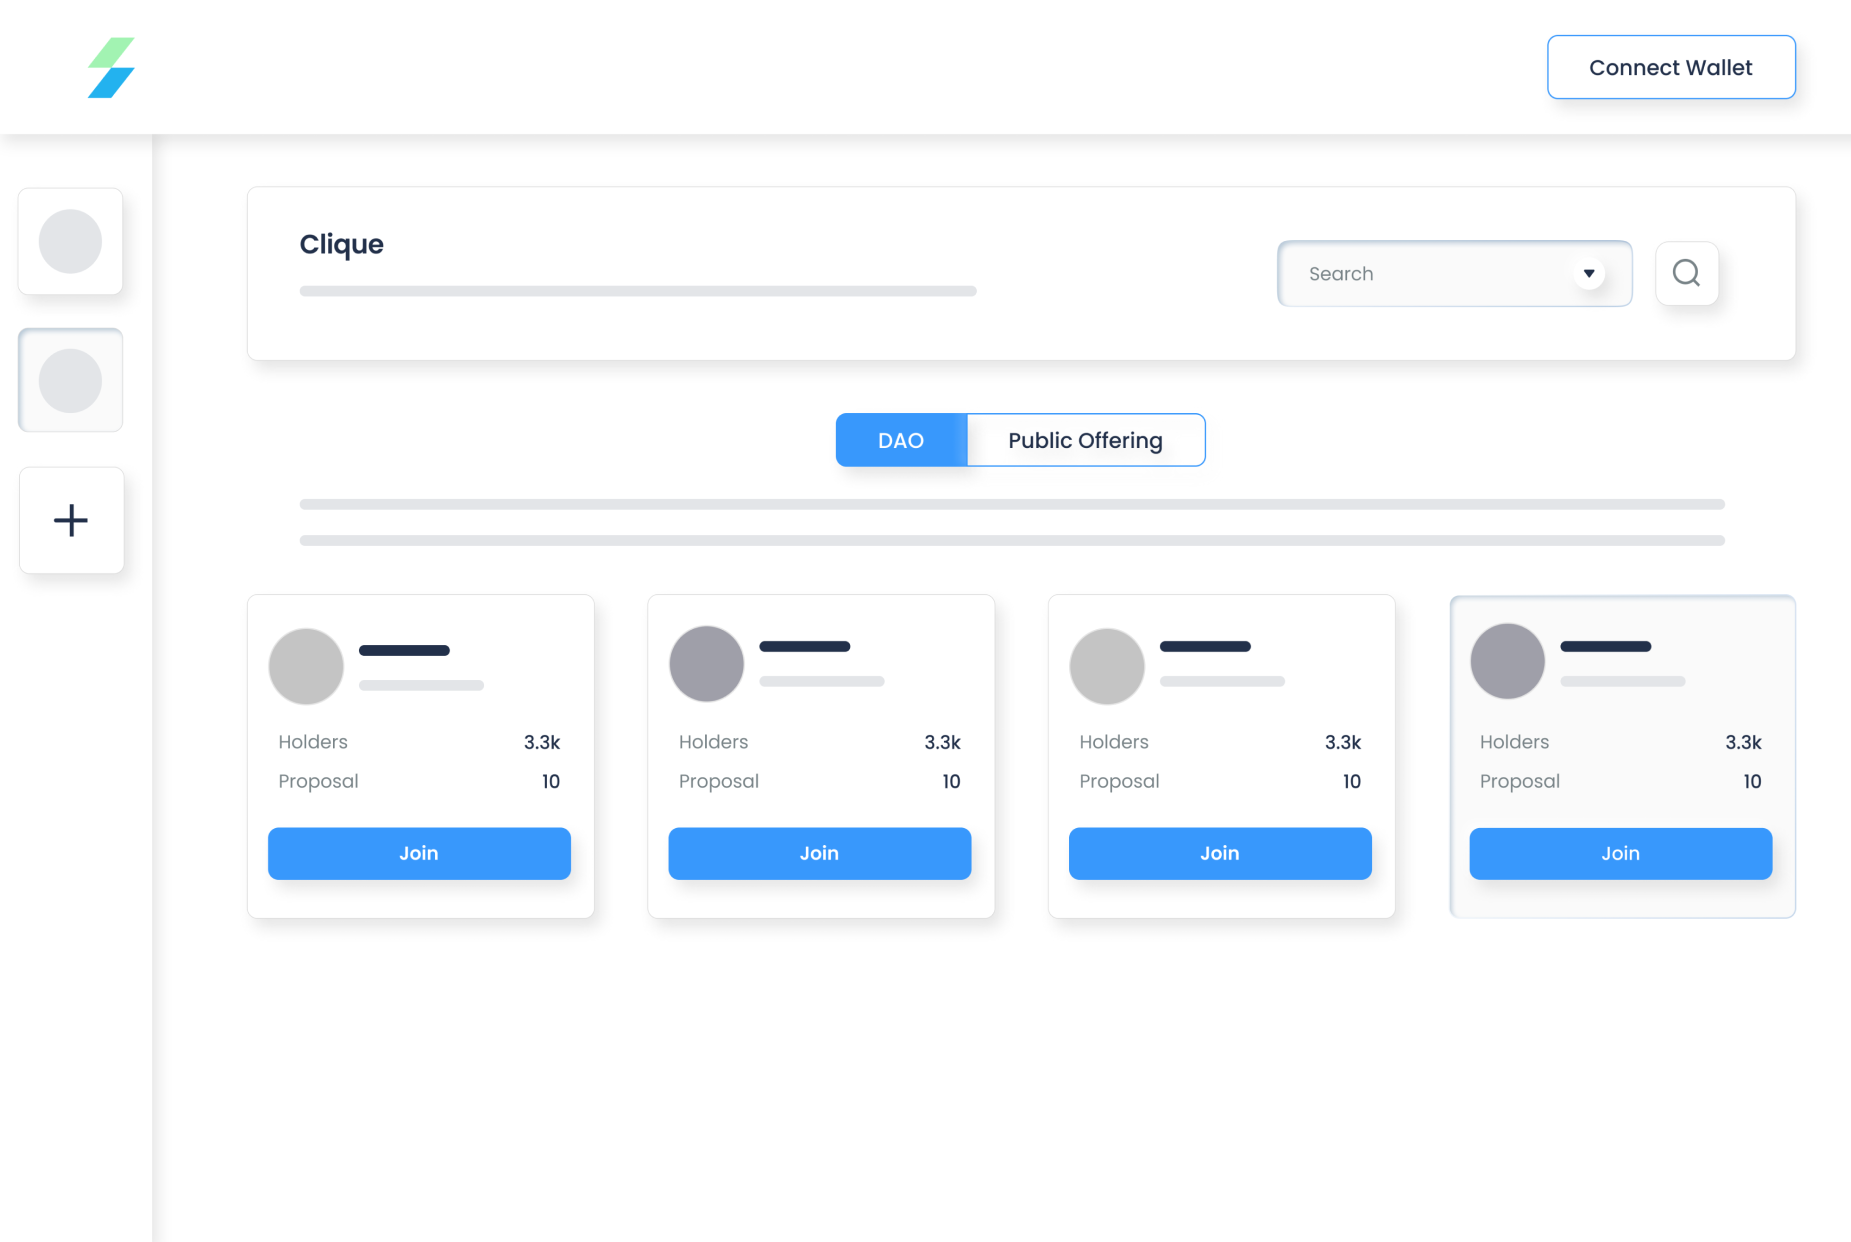 Connect Wallet
Clique
Search
DAO
Public Offering
Holders 3.3k
Proposal 10
Join
Holders 3.3k
Proposal 10
Join
Holders 3.3k
Proposal 10
Join
Holders 3.3k
Proposal 10
Join